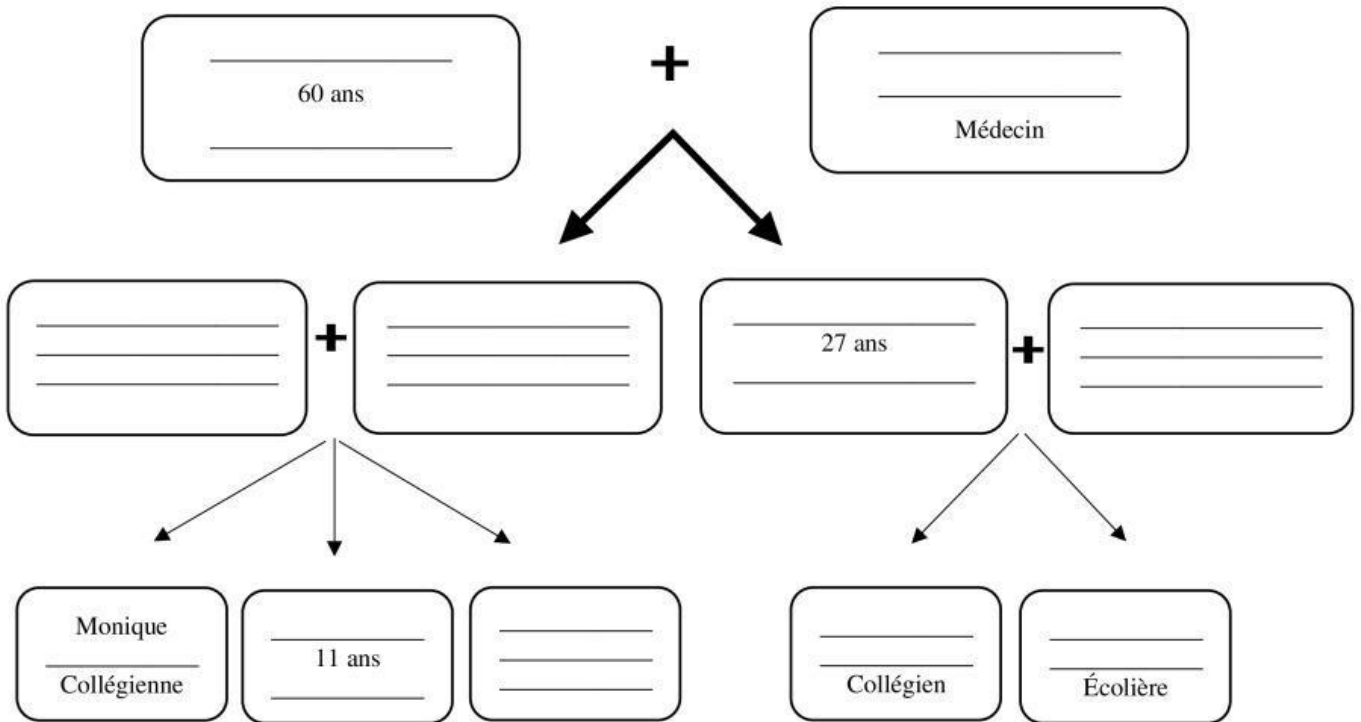 60 ans
Médecin
27 ans
Monique
Collégienne
11 ans
Collégien
Écolière